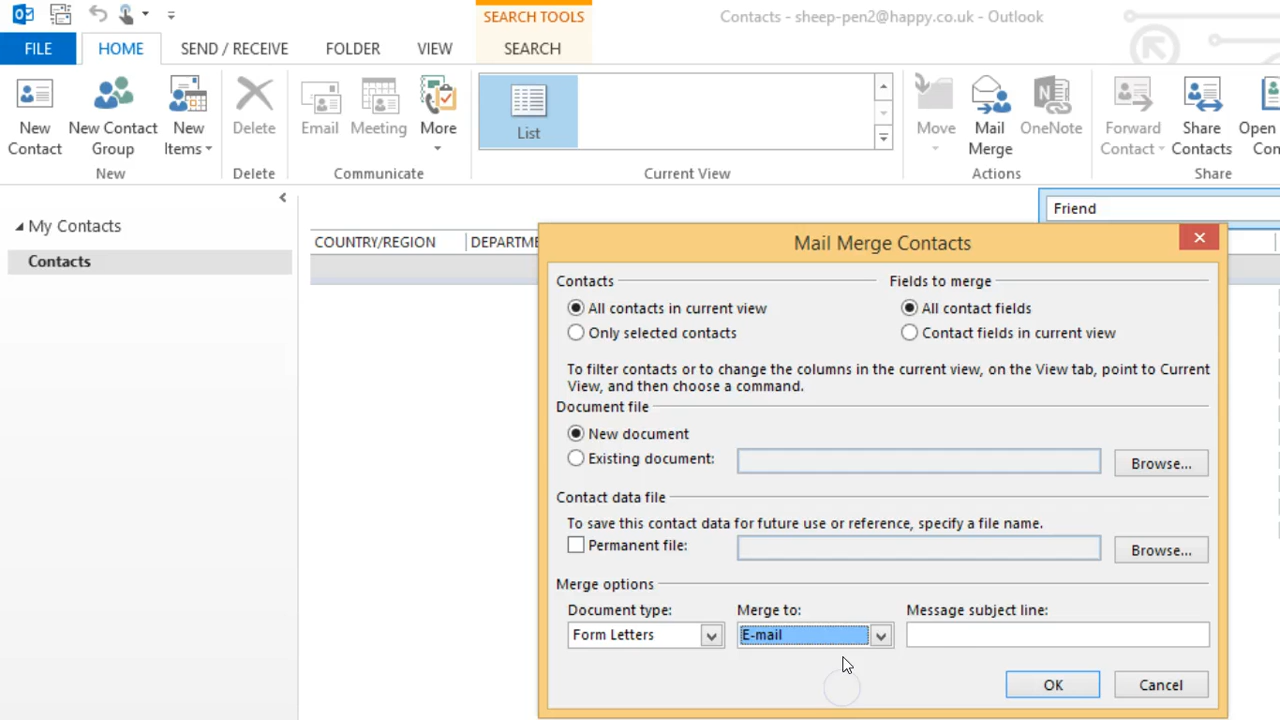 SEARCH TOOLS
Contacts - sheep-pen2@happy.co.uk - Outlook
FILE HOME SEND / RECEIVE FOLDER VIEW SEARCH
New Contact
New Contact Group
New Items
Delete
Email
Meeting
More
List
Move
Mail Merge
OneNote
Forward Contact
Share Contacts
Open
New Delete Communicate Current View Actions Share
My Contacts
Contacts
Friend
COUNTRY/REGION
Mail Merge Contacts
Contacts Fields to merge
All contacts in current view All contact fields
Only selected contacts Contact fields in current view
To filter contacts or to change the columns in the current view, on the View tab, point to Current
View, and then choose a command.
Document file
New document
Existing document: Browse...
Contact data file
To save this contact data for future use or reference, specify a file name.
Permanent file: Browse...
Merge options
Document type: Merge to: Message subject line:
Form Letters E-mail
OK Cancel